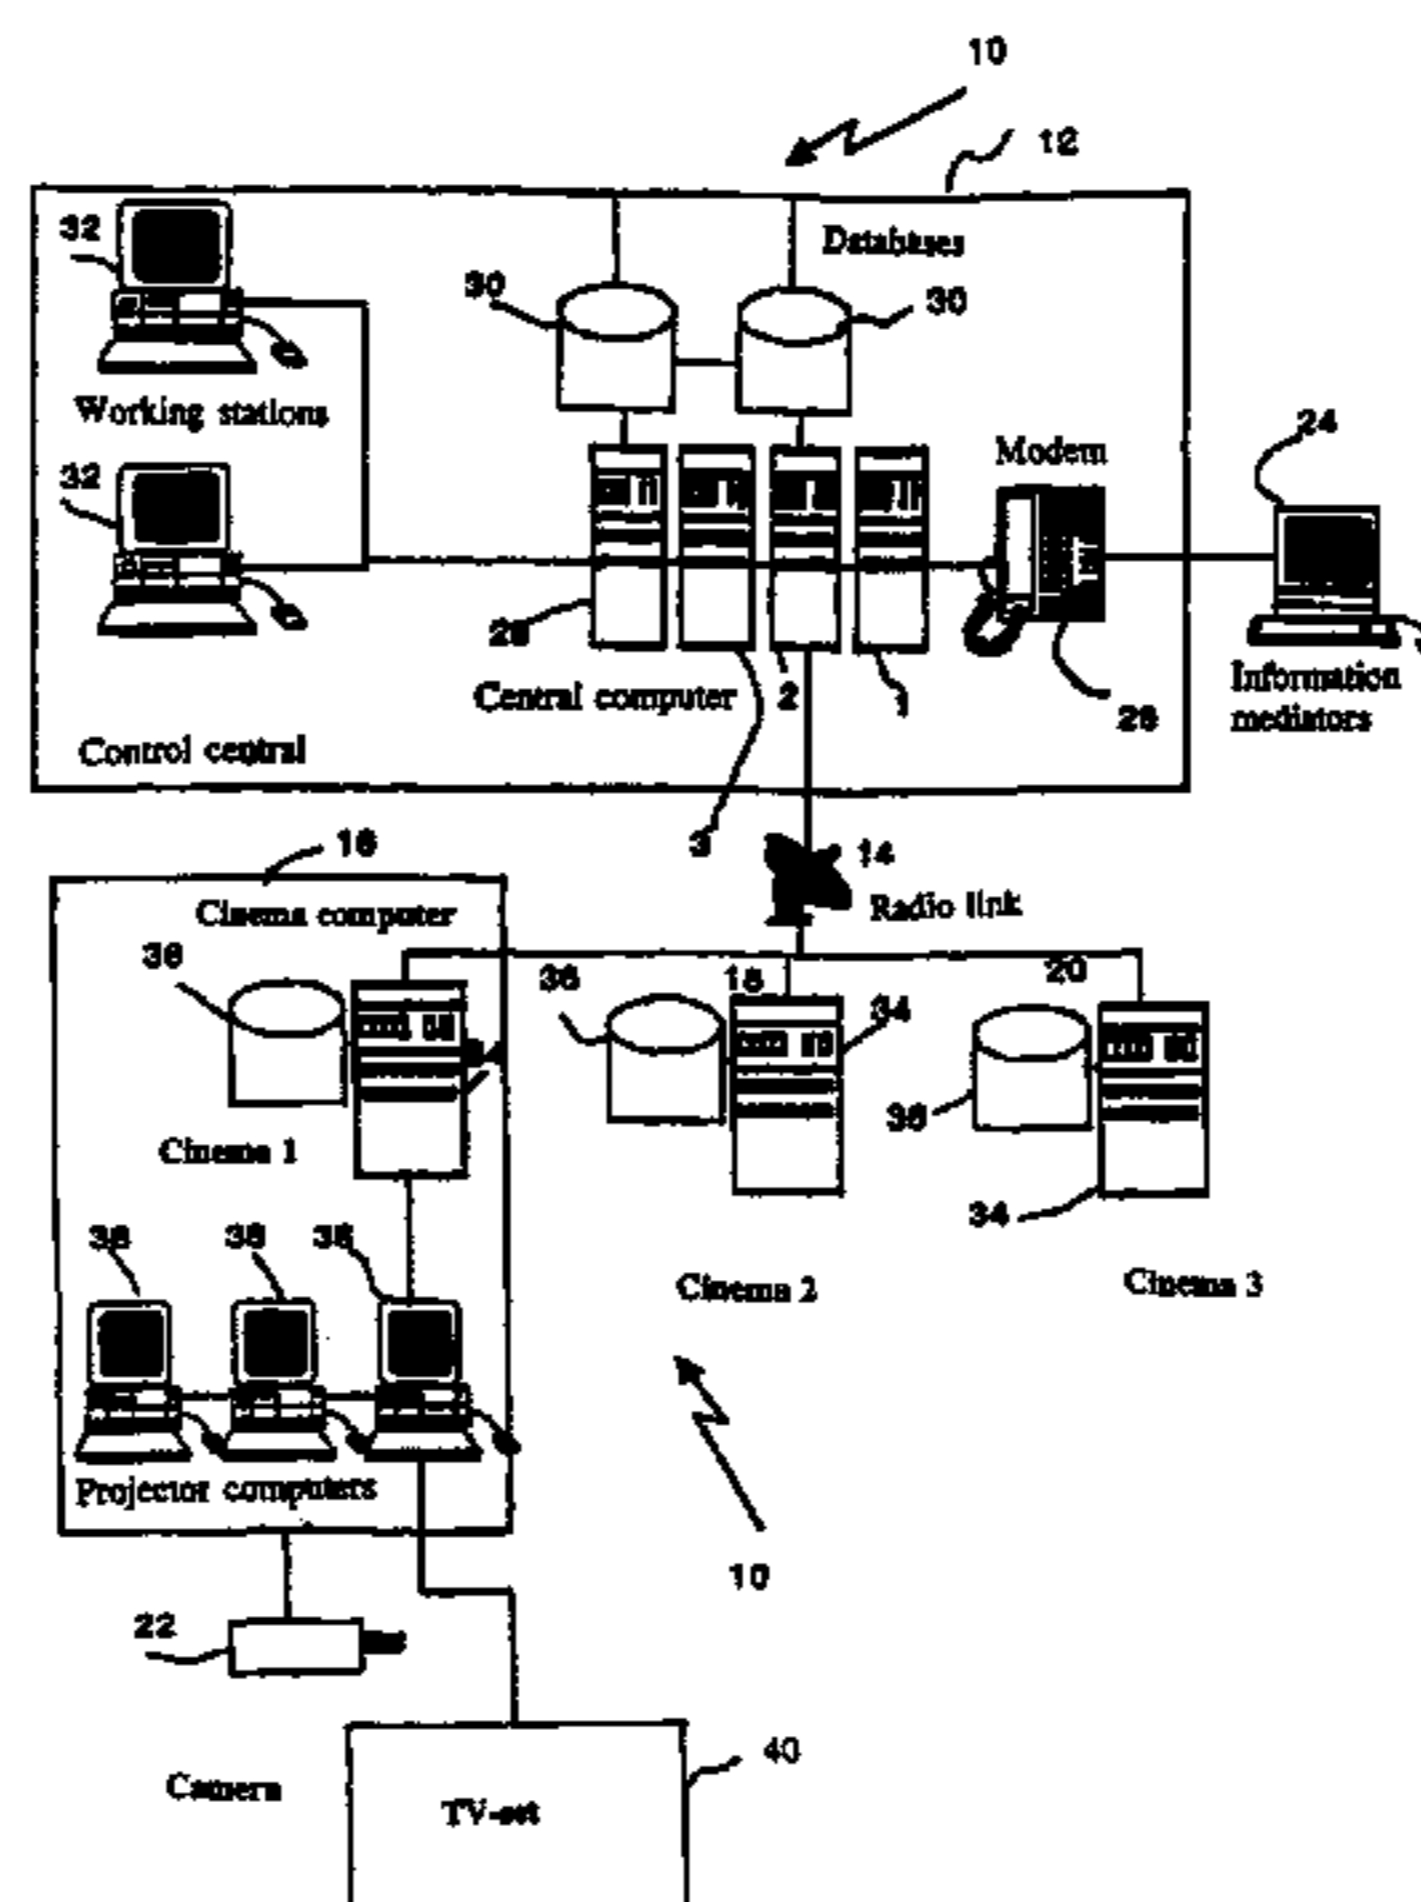 10
12
32
Databases
30
30
Working stations
24
Modem
32
28
Central computer
2
1
26
Information
mediators
Control central
3
16
14
Cinema computer
Radio link
36
36
18
20
34
36
Cinema 1
34
38
38
38
Cinema 2
Cinema 3
Projector computers
10
22
40
Camera
TV-set